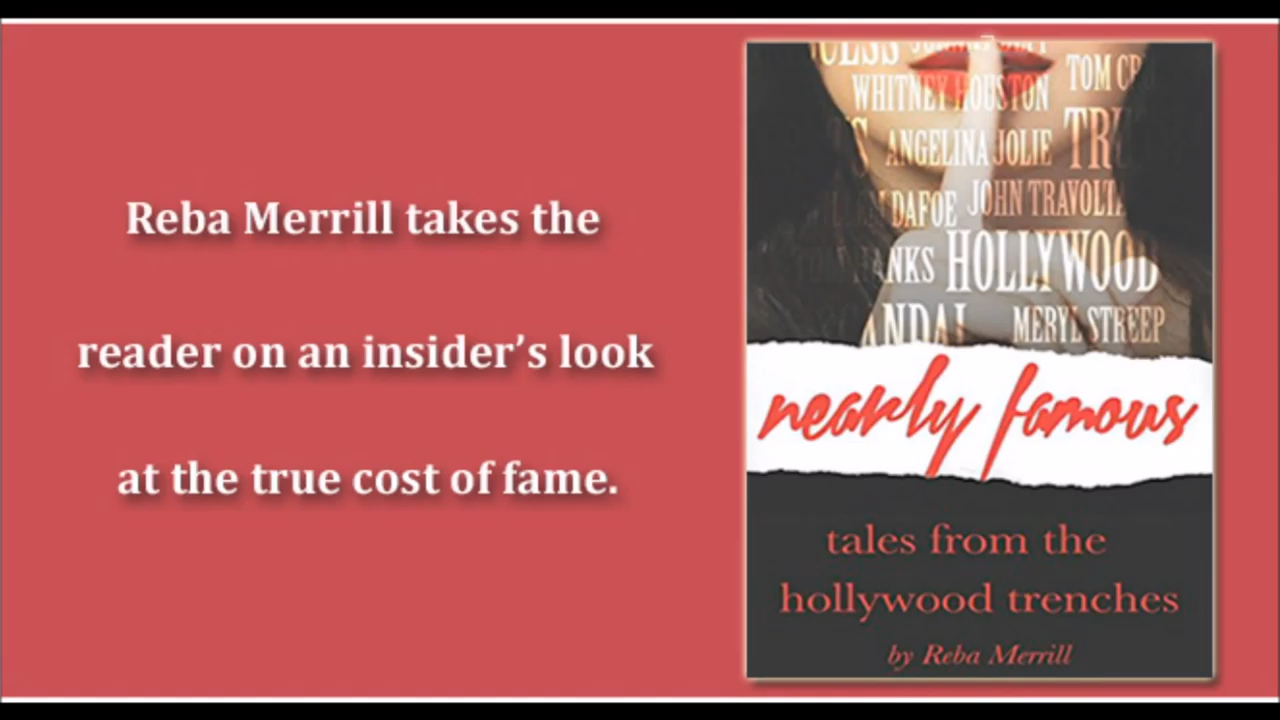 Reba Merrill takes the
reader on an insider’s look
at the true cost of fame.
WHITNEY HOUSTON
TOM
ANGELINA JOLIE
DAFOE
JOHN TRAVOLTA
HOLLYWOOD
MERYL STREEP
nearly famous
tales from the
hollywood trenches
by Reba Merrill